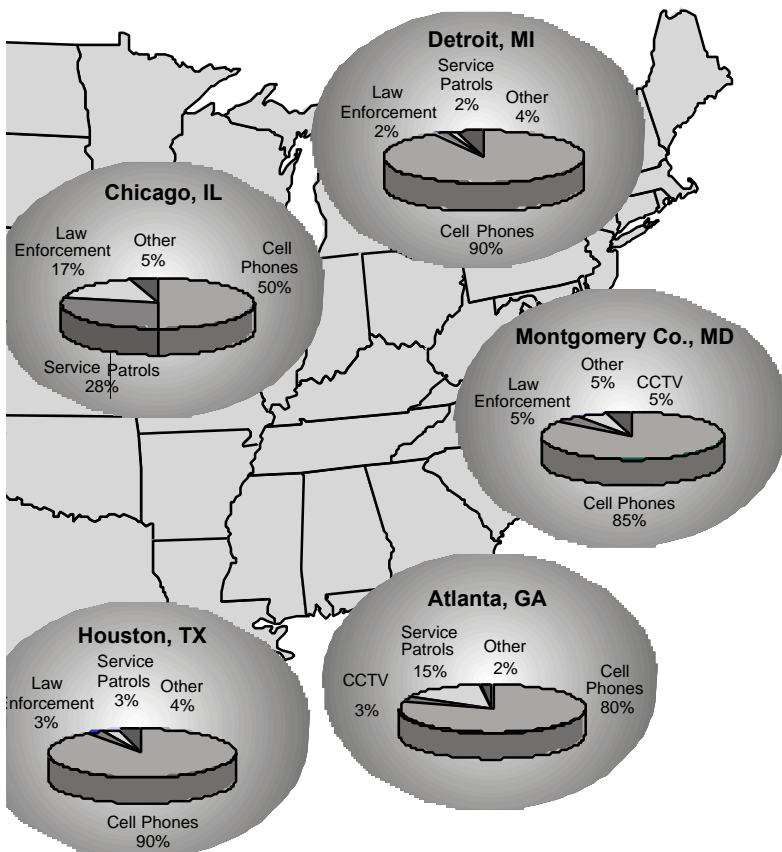 Detroit, MI
Service
Patrols
2%
Law
Enforcement
2%
Other
4%
Cell Phones
90%
Chicago, IL
Law
Enforcement
17%
Other
5%
Cell
Phones
50%
Service Patrols
28%
Montgomery Co., MD
Other
5%
Law
Enforcement
5%
CCTV
5%
Cell Phones
85%
Atlanta, GA
Service
Patrols
15%
Other
2%
CCTV
3%
Cell
Phones
80%
Houston, TX
Service
Patrols
3%
Law
nforcement
3%
Other
4%
Cell Phones
90%